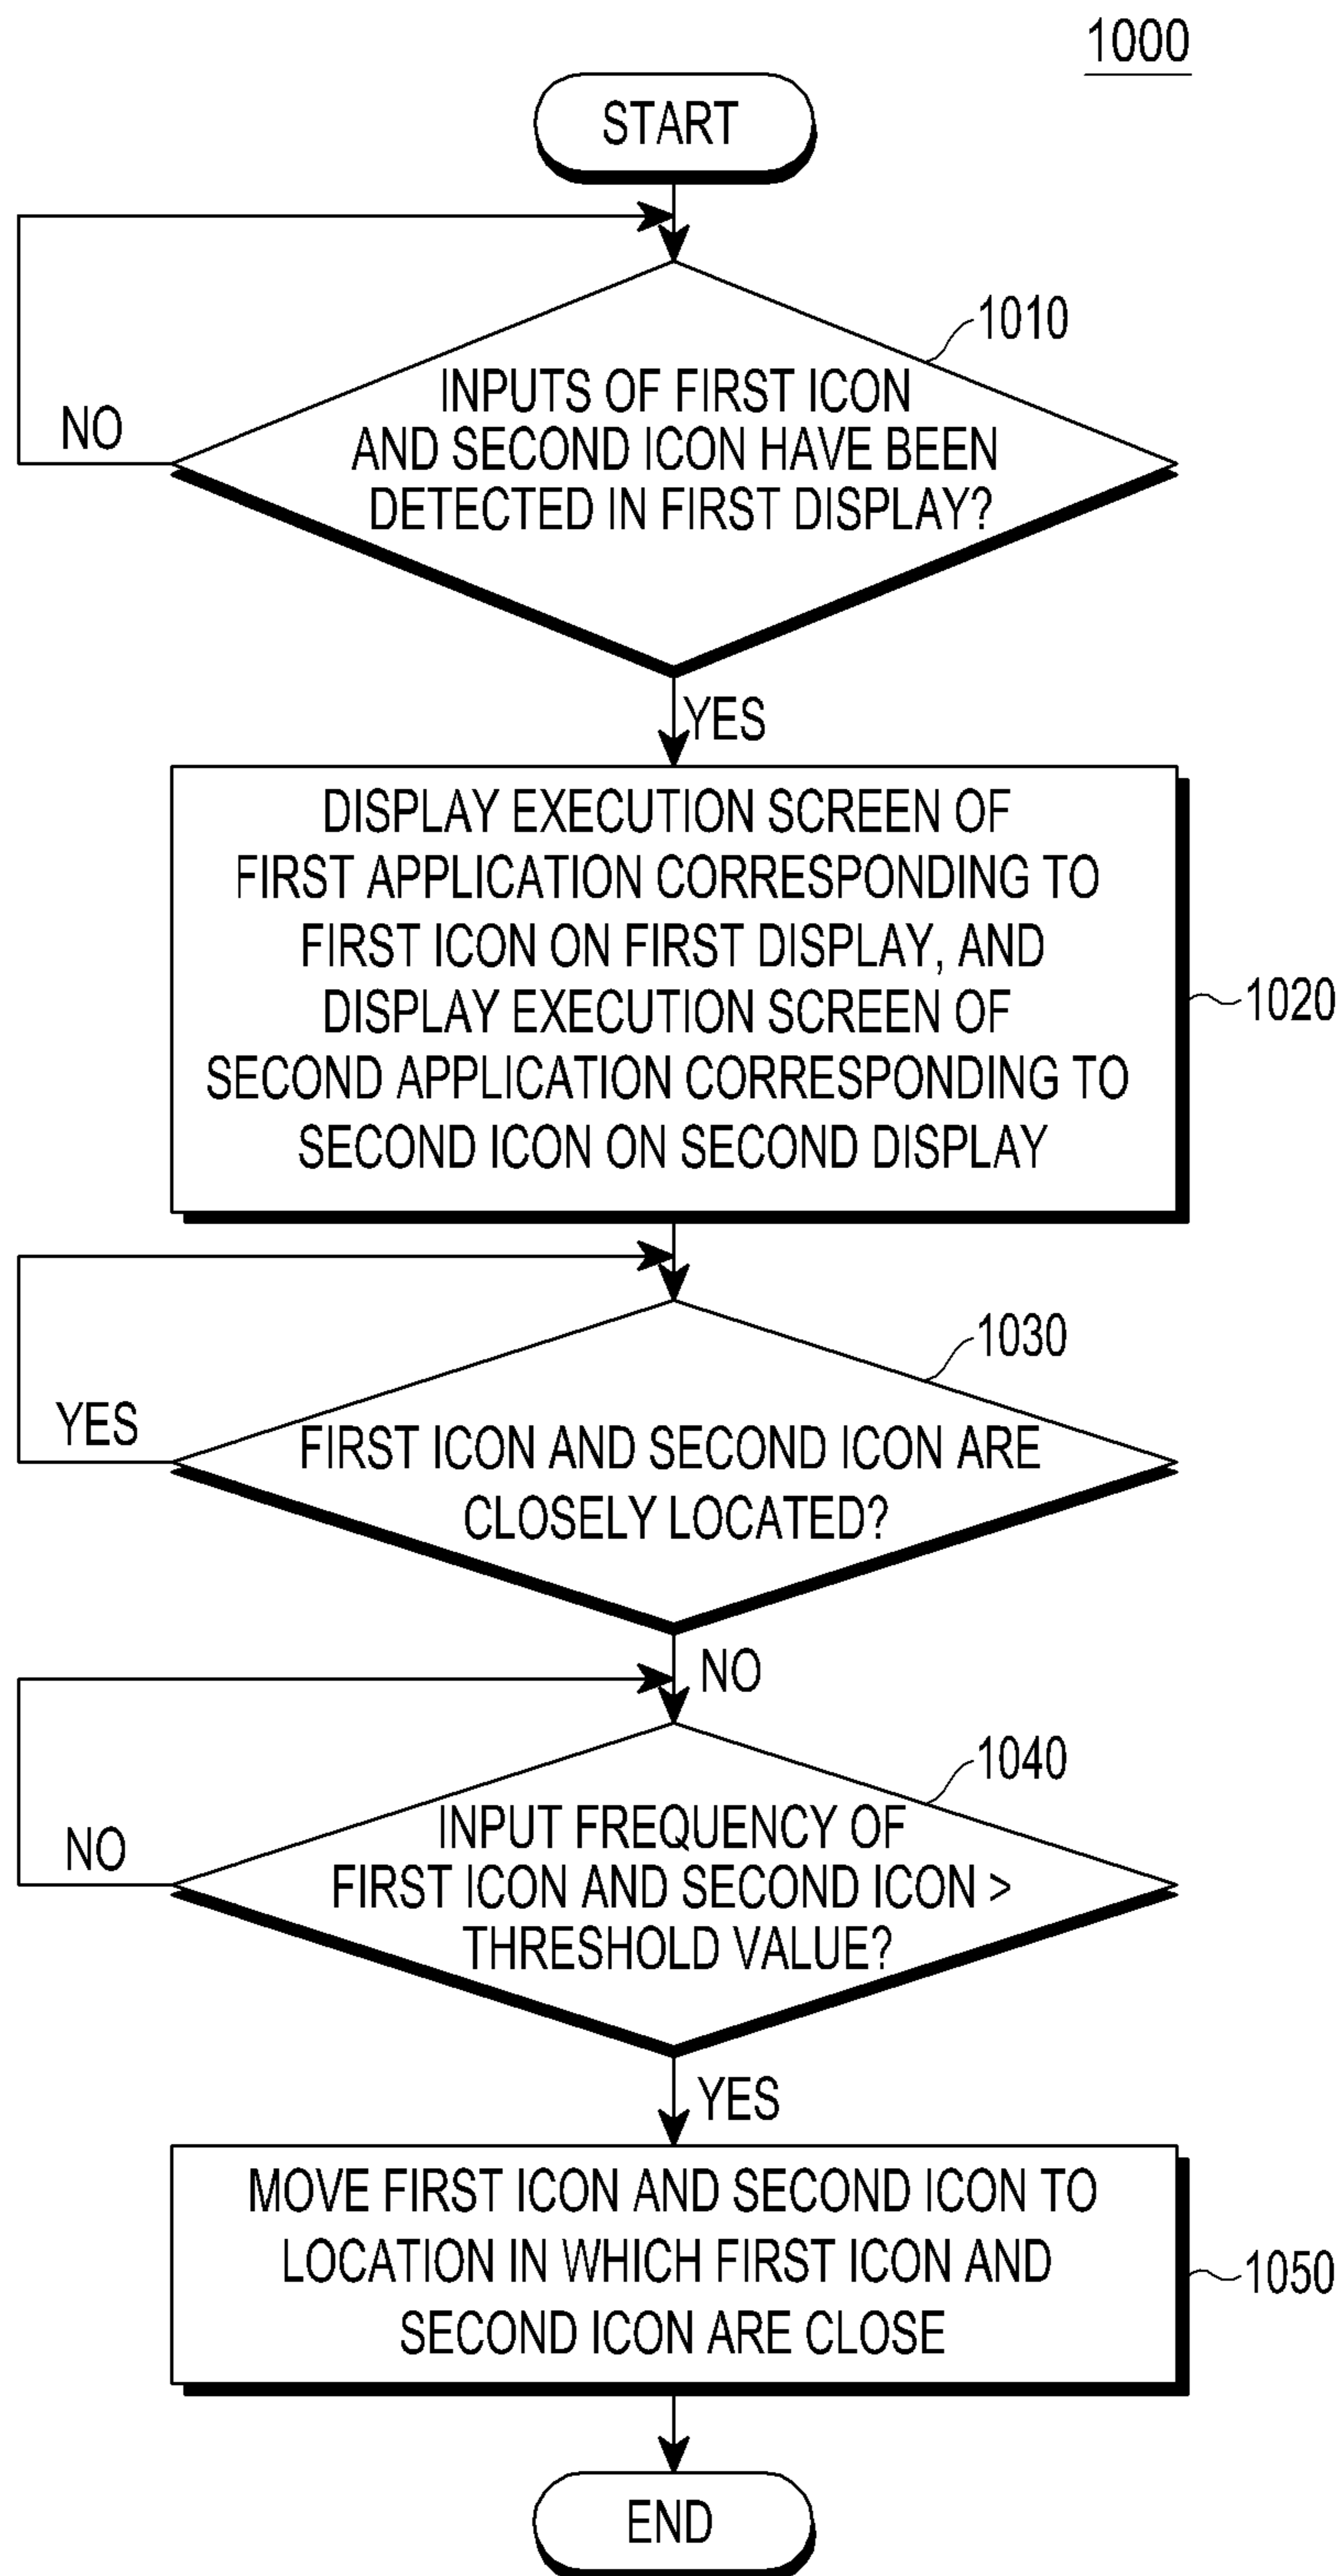 1000
START
1010
INPUTS OF FIRST ICON
AND SECOND ICON HAVE BEEN
DETECTED IN FIRST DISPLAY?
NO
YES
DISPLAY EXECUTION SCREEN OF
FIRST APPLICATION CORRESPONDING TO
FIRST ICON ON FIRST DISPLAY, AND
DISPLAY EXECUTION SCREEN OF
SECOND APPLICATION CORRESPONDING TO
SECOND ICON ON SECOND DISPLAY
1020
1030
FIRST ICON AND SECOND ICON ARE
CLOSELY LOCATED?
YES
NO
1040
INPUT FREQUENCY OF
FIRST ICON AND SECOND ICON >
THRESHOLD VALUE?
NO
YES
MOVE FIRST ICON AND SECOND ICON TO
LOCATION IN WHICH FIRST ICON AND
SECOND ICON ARE CLOSE
1050
END